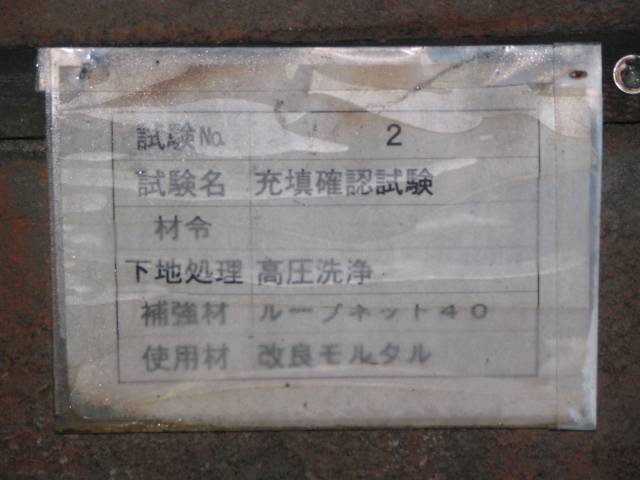 試験No. 2
試験名 充填確認試験
材令
下地処理 高圧洗浄
補強材 ループネット40
使用材 改良モルタル